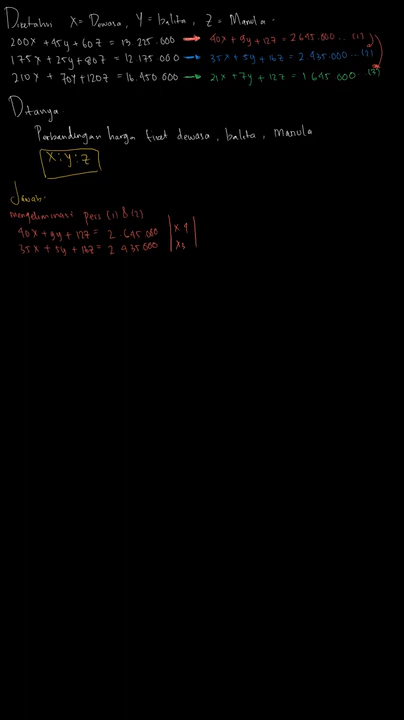 Diketahui X = Dewasa, Y = balita, Z = Manula.
200x + 45y + 60z = 13.225.000 → 40x + 9y + 12z = 2.645.000 ... (1)
175x + 25y + 80z = 12.175.000 → 35x + 5y + 16z = 2.435.000 ... (2)
210x + 70y + 120z = 16.450.000 → 21x + 7y + 12z = 1.645.000 ... (3)
Ditanya
Perbandingan harga tiket dewasa, balita, Manula
X : Y : Z
Jawab:
mengeliminasi pers (1) & (2)
40x + 9y + 12z = 2.645.000 | x 4 |
35x + 5y + 16z = 2.435.000 | x 3 |